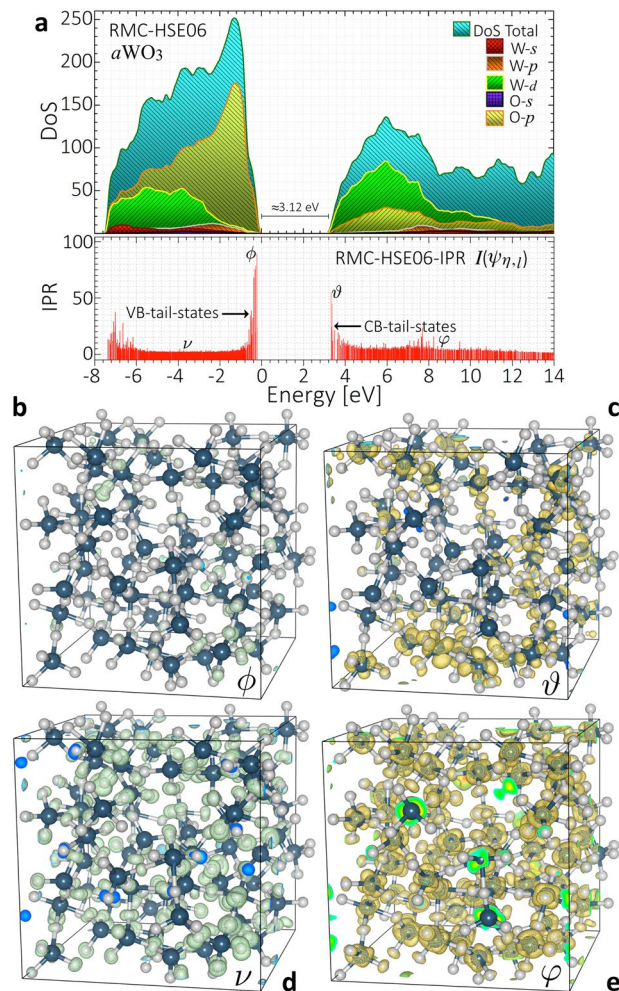 a
RMC-HSE06
aWO3
DoS Total
W-s
W-p
W-d
O-s
O-p
250
200
150
100
50
DoS
≈3.12 eV
100
50
0
IPR
RMC-HSE06-IPR I(ψη,l)
ϕ
ϑ
VB-tail-states
CB-tail-states
ν
φ
-8 -6 -4 -2 0 2 4 6 8 10 12 14
Energy [eV]
b
c
ϕ
ϑ
ν
d
φ
e